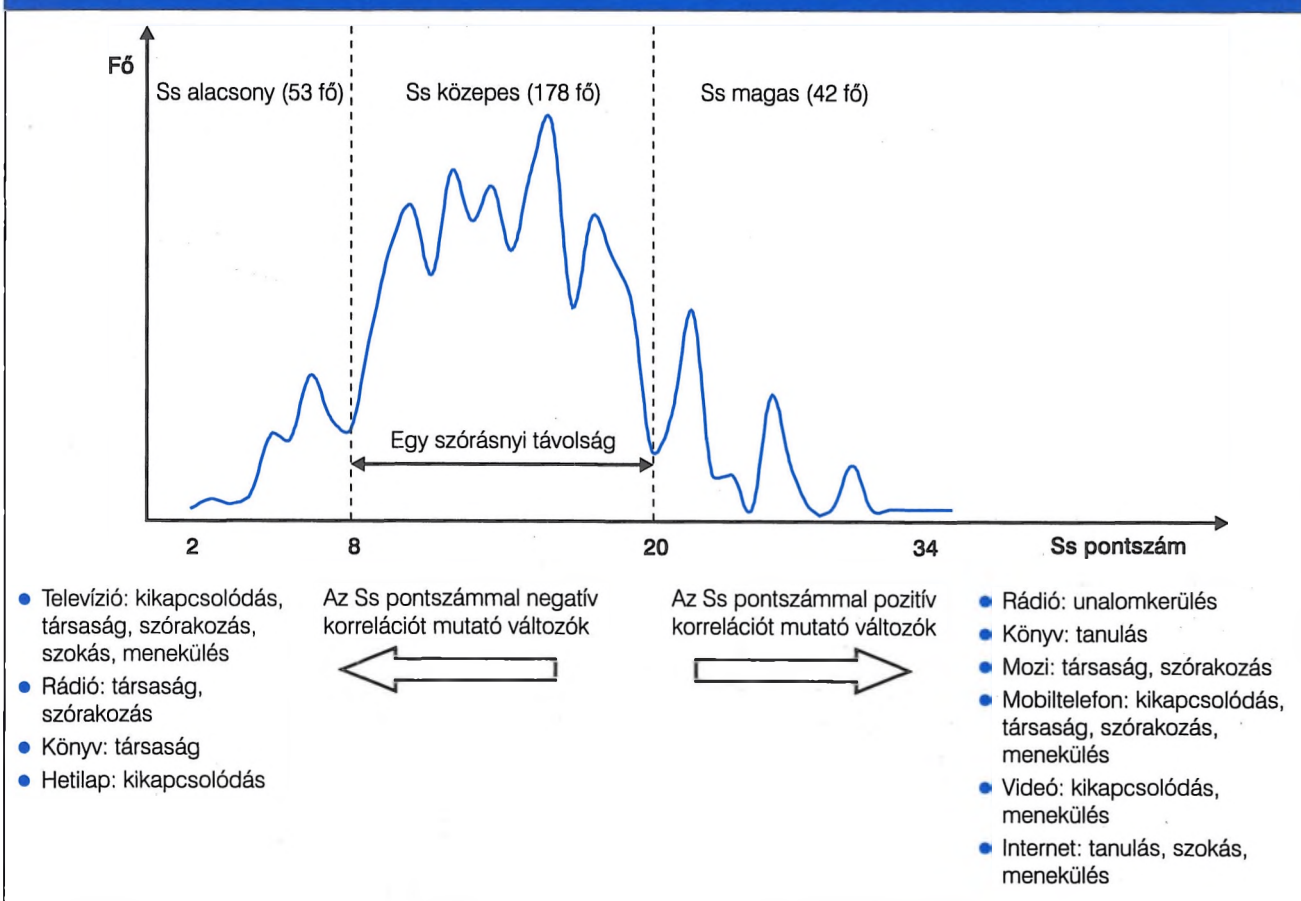 Fő
Ss alacsony (53 fő)
Ss közepes (178 fő)
Ss magas (42 fő)
Egy szórásnyi távolság
2
8
20
34
Ss pontszám
• Televízió: kikapcsolódás,
társaság, szórakozás,
szokás, menekülés
• Rádió: társaság,
szórakozás
• Könyv: társaság
• Hetilap: kikapcsolódás
Az Ss pontszámmal negatív
korrelációt mutató változók
Az Ss pontszámmal pozitív
korrelációt mutató változók
• Rádió: unalomkerülés
• Könyv: tanulás
• Mozi: társaság, szórakozás
• Mobiltelefon: kikapcsolódás,
társaság, szórakozás,
menekülés
• Videó: kikapcsolódás,
menekülés
• Internet: tanulás, szokás,
menekülés